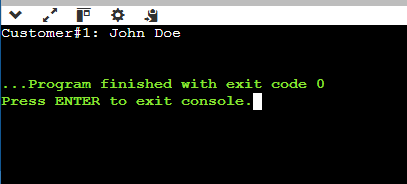 Customer#1: John Doe
...Program finished with exit code 0
Press ENTER to exit console.